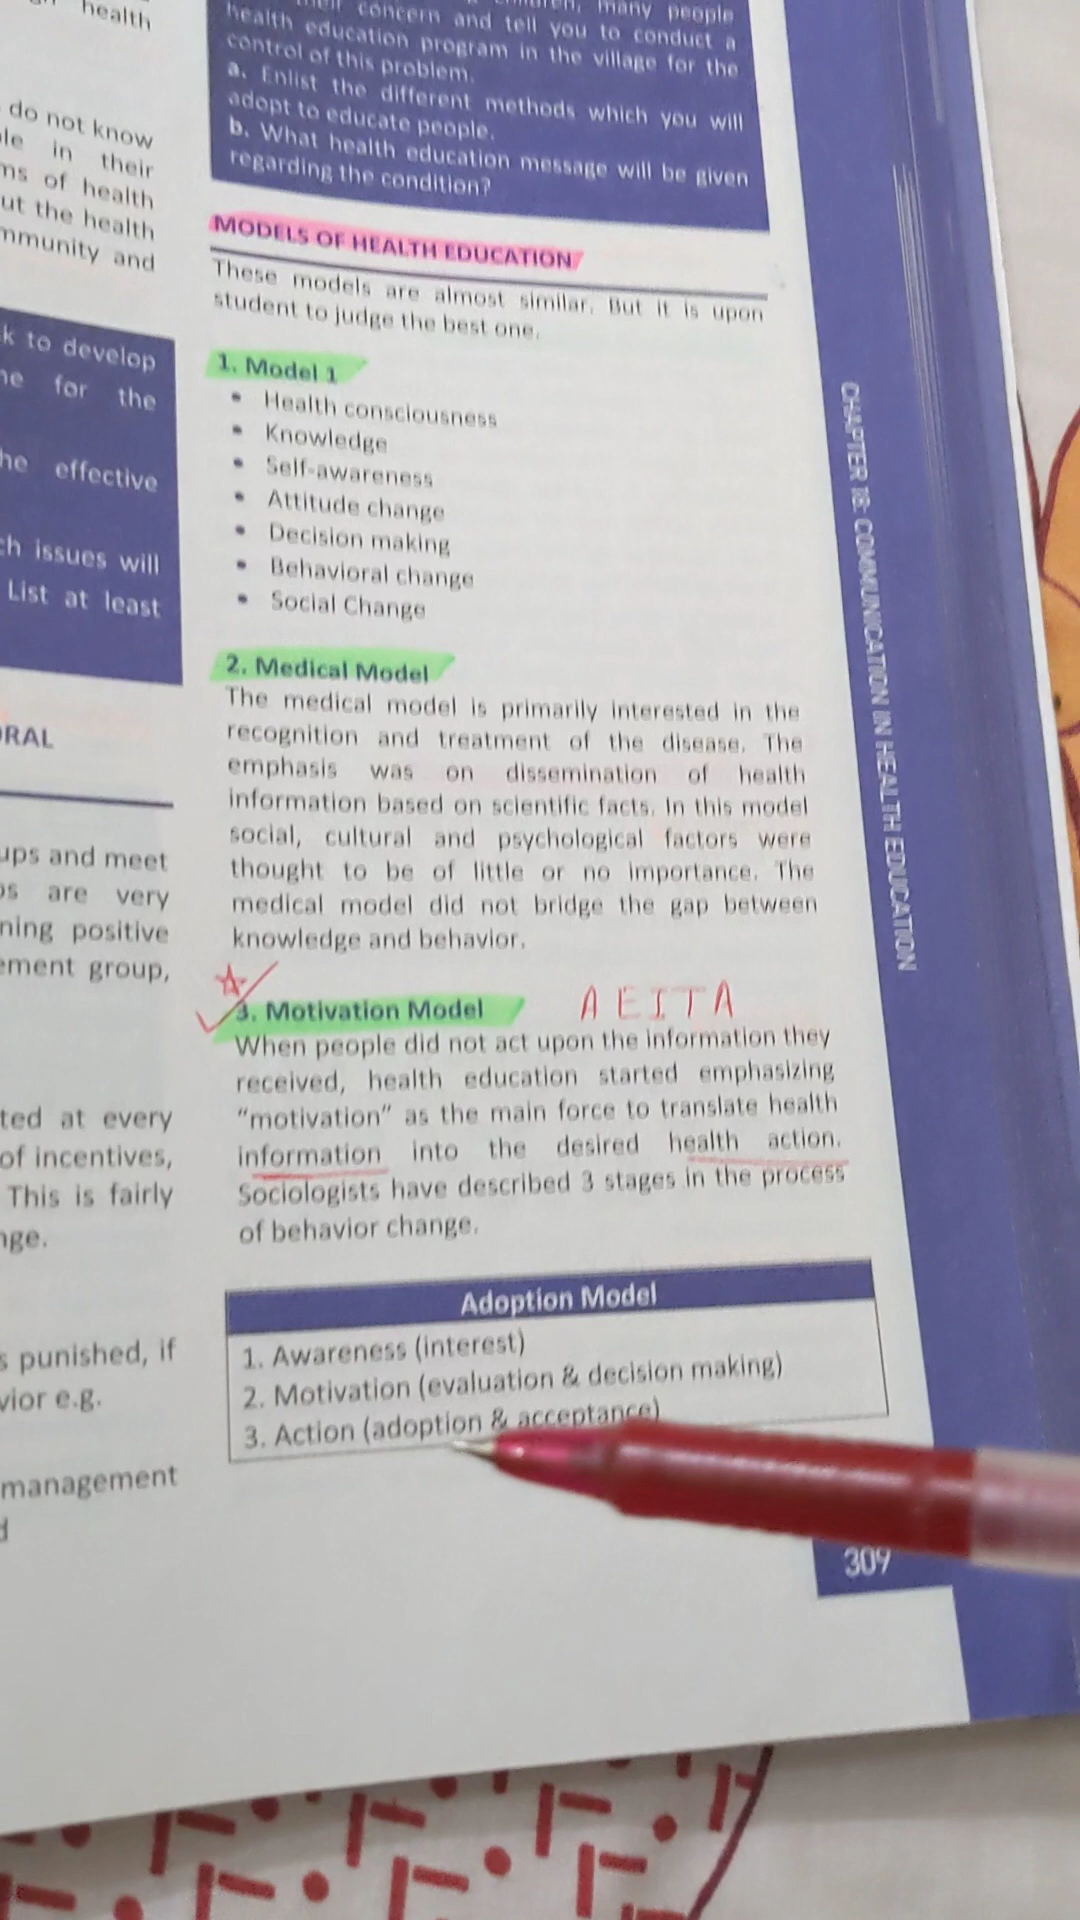 health
do not know
in their
of health
the health
and
to develop
for the
effective
issues will
List at least
and meet
are very
positive
group,
at every
of incentives,
This is fairly
punished, if
e.g.
management
many people
concern and tell you to conduct a
health education program in the village for the
control of this problem.
a. Enlist the different methods which you will
adopt to educate people.
b. What health education message will be given
regarding the condition?
MODELS OF HEALTH EDUCATION
These models are almost similar. But it is upon
student to judge the best one.
1. Model 1
• Health consciousness
• Knowledge
• Self-awareness
• Attitude change
• Decision making
• Behavioral change
• Social Change
2. Medical Model
The medical model is primarily interested in the
recognition and treatment of the disease. The
emphasis was on dissemination of health
information based on scientific facts. In this model
social, cultural and psychological factors were
thought to be of little or no importance. The
medical model did not bridge the gap between
knowledge and behavior.
3. Motivation Model AEITA
When people did not act upon the information they
received, health education started emphasizing
"motivation" as the main force to translate health
information into the desired health action.
Sociologists have described 3 stages in the process
of behavior change.
Adoption Model
1. Awareness (interest)
2. Motivation (evaluation & decision making)
3. Action (adoption & acceptance)
CHAPTER 18: COMMUNICATION IN HEALTH EDUCATION
309